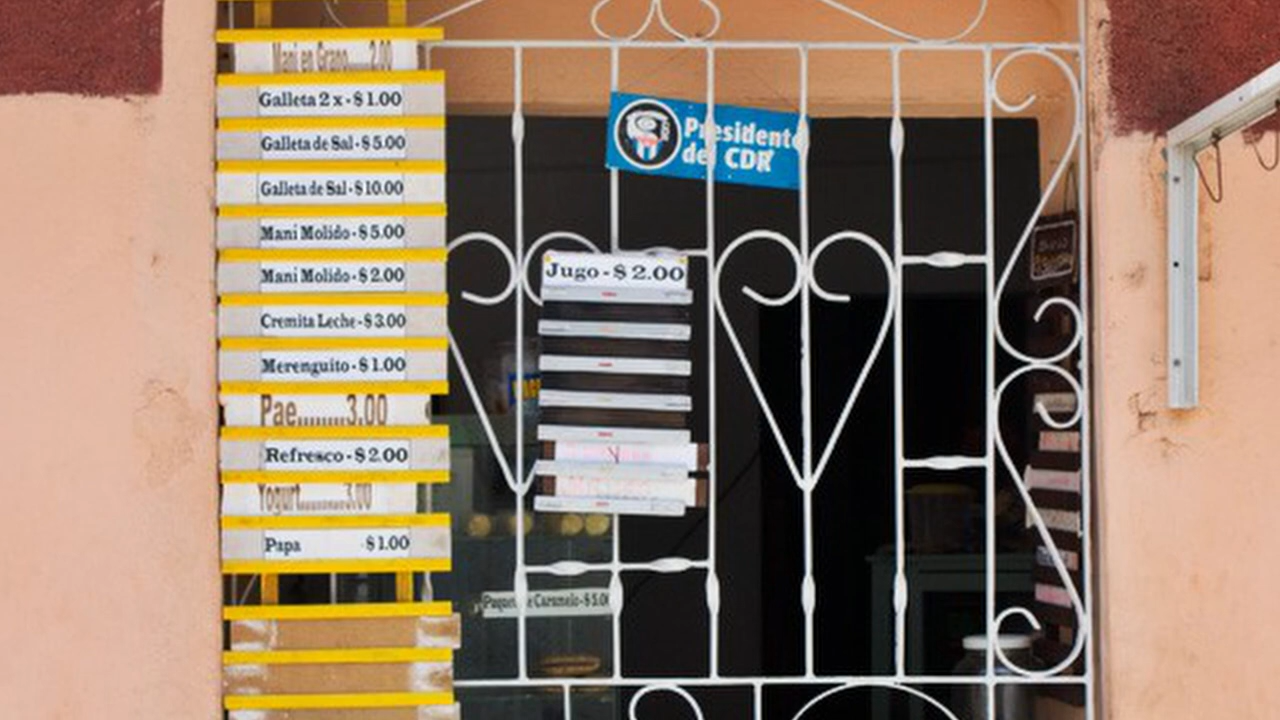 Mani en Grano......2.00
Galleta 2 x - $ 1.00
Galleta de Sal - $ 5.00
Galleta de Sal - $ 10.00
Mani Molido - $ 5.00
Mani Molido - $ 2.00
Cremita Leche - $ 3.00
Merenguito - $ 1.00
Pae........3.00
Refresco - $ 2.00
Yogurt..........3.00
Papa $ 1.00
Presidente
del CDR
Jugo - $ 2.00
Paquete de Caramelo - $ 5.00